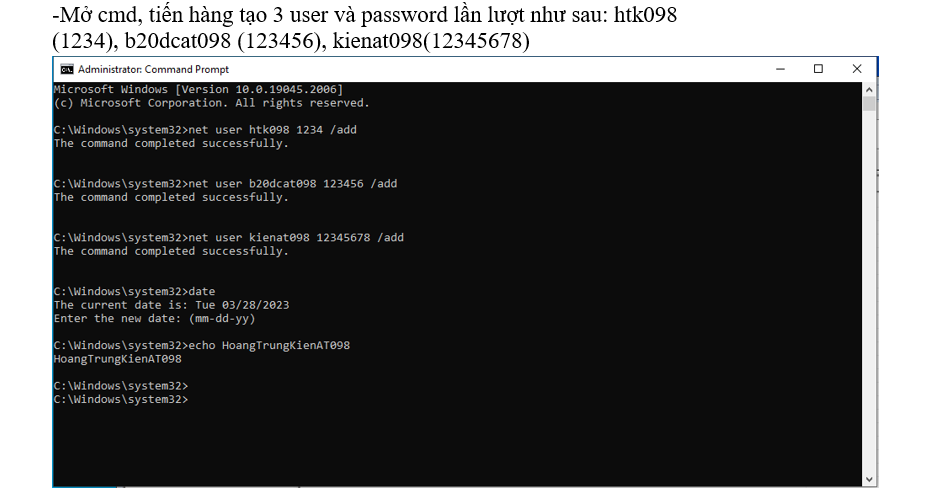 -Mở cmd, tiến hàng tạo 3 user và password lần lượt như sau: htk098
(1234), b20dcat098 (123456), kienat098(12345678)
Administrator: Command Prompt
Microsoft Windows [Version 10.0.19045.2006]
(c) Microsoft Corporation. All rights reserved.
C:\Windows\system32>net user htk098 1234 /add
The command completed successfully.
C:\Windows\system32>net user b20dcat098 123456 /add
The command completed successfully.
C:\Windows\system32>net user kienat098 12345678 /add
The command completed successfully.
C:\Windows\system32>date
The current date is: Tue 03/28/2023
Enter the new date: (mm-dd-yy)
C:\Windows\system32>echo HoangTrungKienAT098
HoangTrungKienAT098
C:\Windows\system32>
C:\Windows\system32>